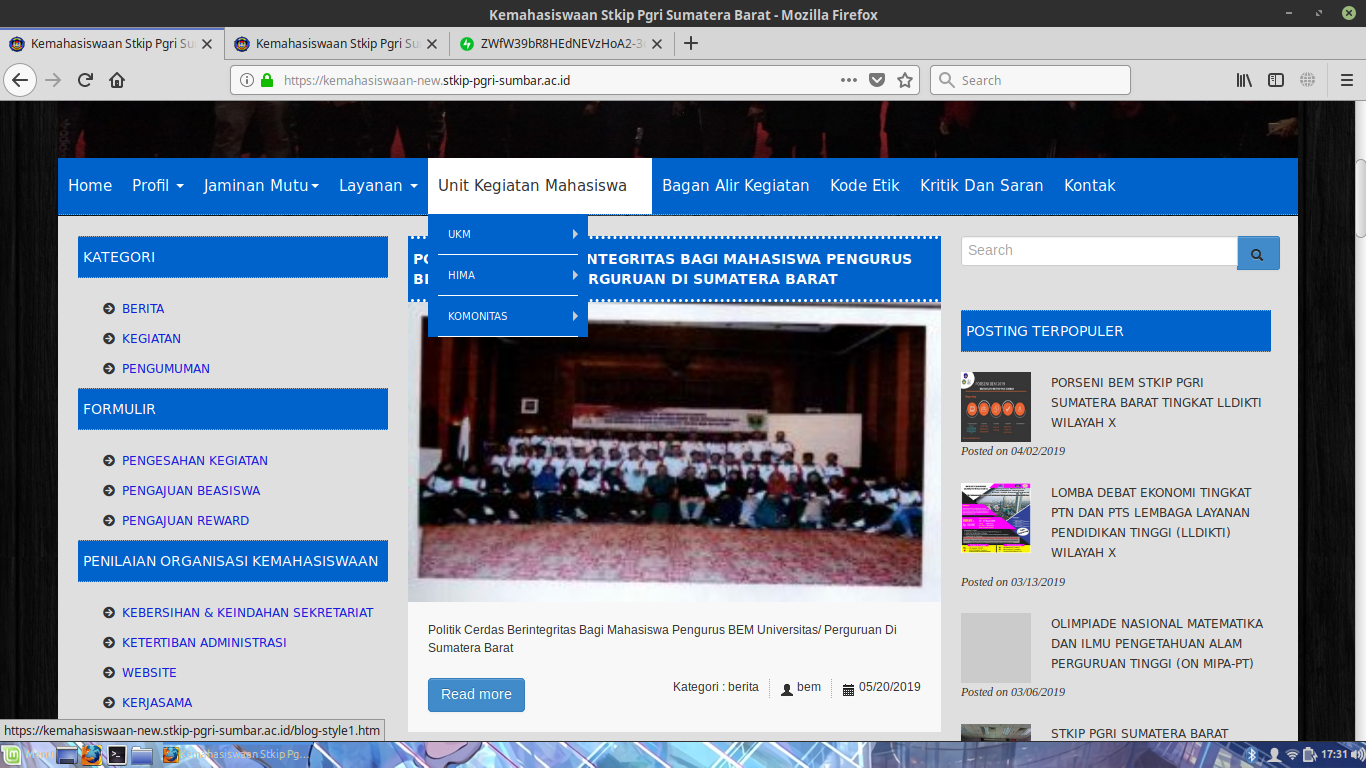 Kemahasiswaan Stkip Pgri Sumatera Barat - Mozilla Firefox
Kemahasiswaan Stkip Pgri Su
Kemahasiswaan Stkip Pgri Su
ZWfW39bR8HEdNEVzHoA2-3
https://kemahasiswaan-new.stkip-pgri-sumbar.ac.id
Search
Home Profil Jaminan Mutu Layanan Unit Kegiatan Mahasiswa Bagan Alir Kegiatan Kode Etik Kritik Dan Saran Kontak
UKM
HIMA
KOMONITAS
KATEGORI
BERITA
KEGIATAN
PENGUMUMAN
FORMULIR
PENGESAHAN KEGIATAN
PENGAJUAN BEASISWA
PENGAJUAN REWARD
PENILAIAN ORGANISASI KEMAHASISWAAN
KEBERSIHAN & KEINDAHAN SEKRETARIAT
KETERTIBAN ADMINISTRASI
WEBSITE
KERJASAMA
NTEGRITAS BAGI MAHASISWA PENGURUS
RGURUAN DI SUMATERA BARAT
Politik Cerdas Berintegritas Bagi Mahasiswa Pengurus BEM Universitas/ Perguruan Di
Sumatera Barat
Read more
Kategori : berita bem 05/20/2019
Search
POSTING TERPOPULER
PORSENI BEM STKIP PGRI
SUMATERA BARAT TINGKAT LLDIKTI
WILAYAH X
Posted on 04/02/2019
LOMBA DEBAT EKONOMI TINGKAT
PTN DAN PTS LEMBAGA LAYANAN
PENDIDIKAN TINGGI (LLDIKTI)
WILAYAH X
Posted on 03/13/2019
OLIMPIADE NASIONAL MATEMATIKA
DAN ILMU PENGETAHUAN ALAM
PERGURUAN TINGGI (ON MIPA-PT)
Posted on 03/06/2019
STKIP PGRI SUMATERA BARAT
https://kemahasiswaan-new.stkip-pgri-sumbar.ac.id/blog-style1.htm
Menu
Kemahasiswaan Stkip Pg...
17:31